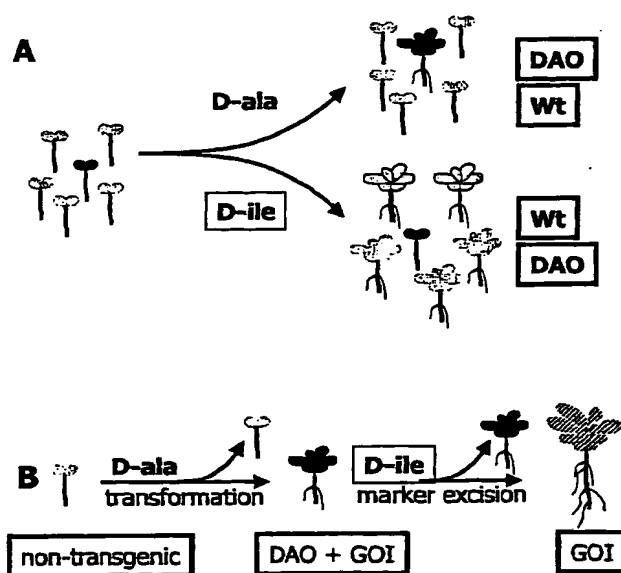 A
D-ala
DAO
Wt
D-ile
Wt
DAO
B
D-ala
transformation
D-ile
marker excision
non-transgenic
DAO + GOI
GOI